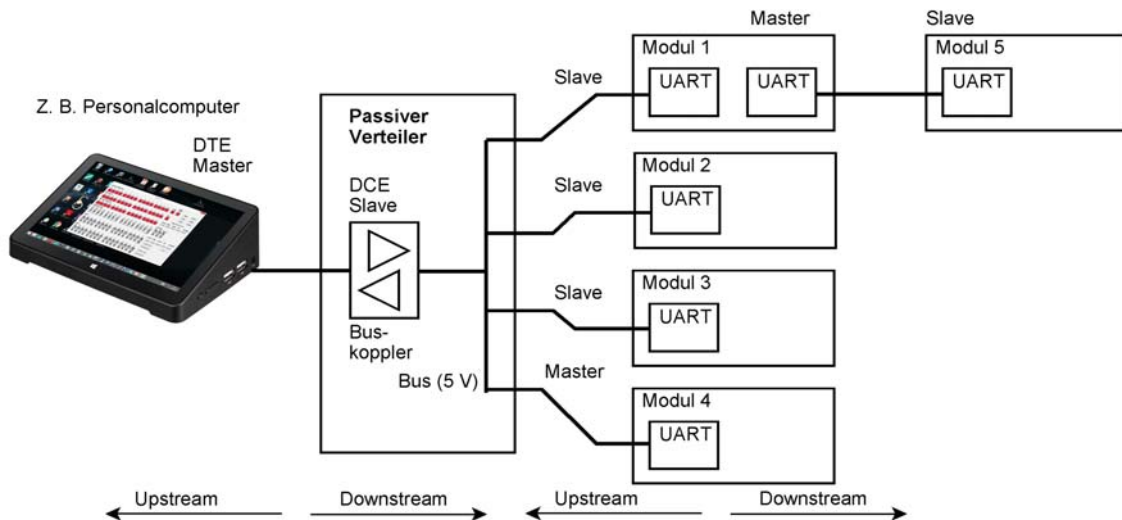 Z. B. Personalcomputer
DTE
Master
Passiver
Verteiler
DCE
Slave
Bus-
koppler
Bus (5 V)
Slave
Slave
Slave
Master
Master
Modul 1
UART
UART
Slave
Modul 5
UART
Modul 2
UART
Modul 3
UART
Modul 4
UART
Upstream
Downstream
Upstream
Downstream